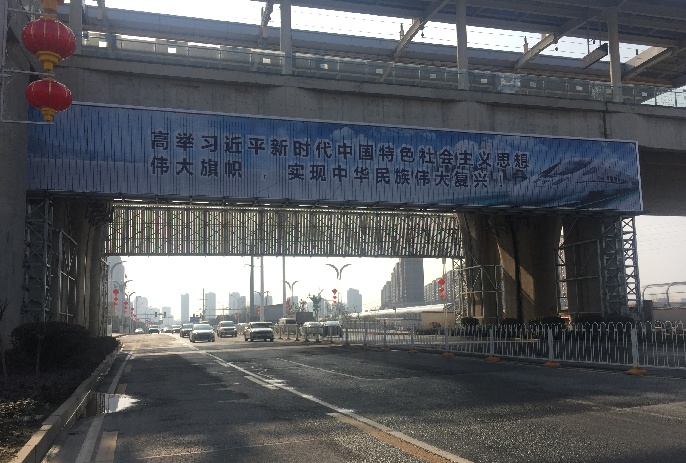 高举习近平新时代中国特色社会主义思想
伟大旗帜 实现中华民族伟大复兴！